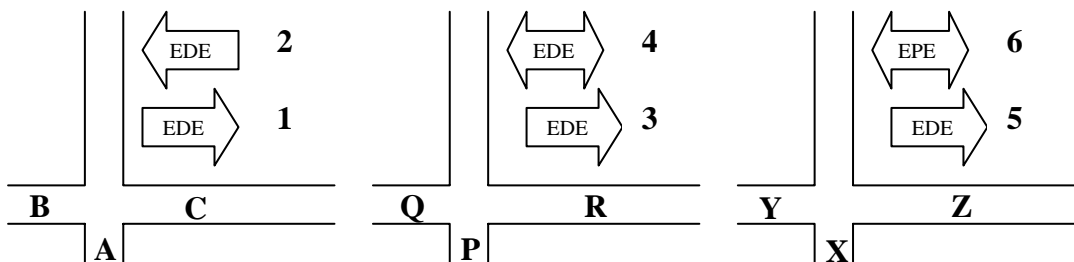 EDE 2 EDE 4 EPE 6
EDE 1 EDE 3 EDE 5
B C Q R Y Z
A P X